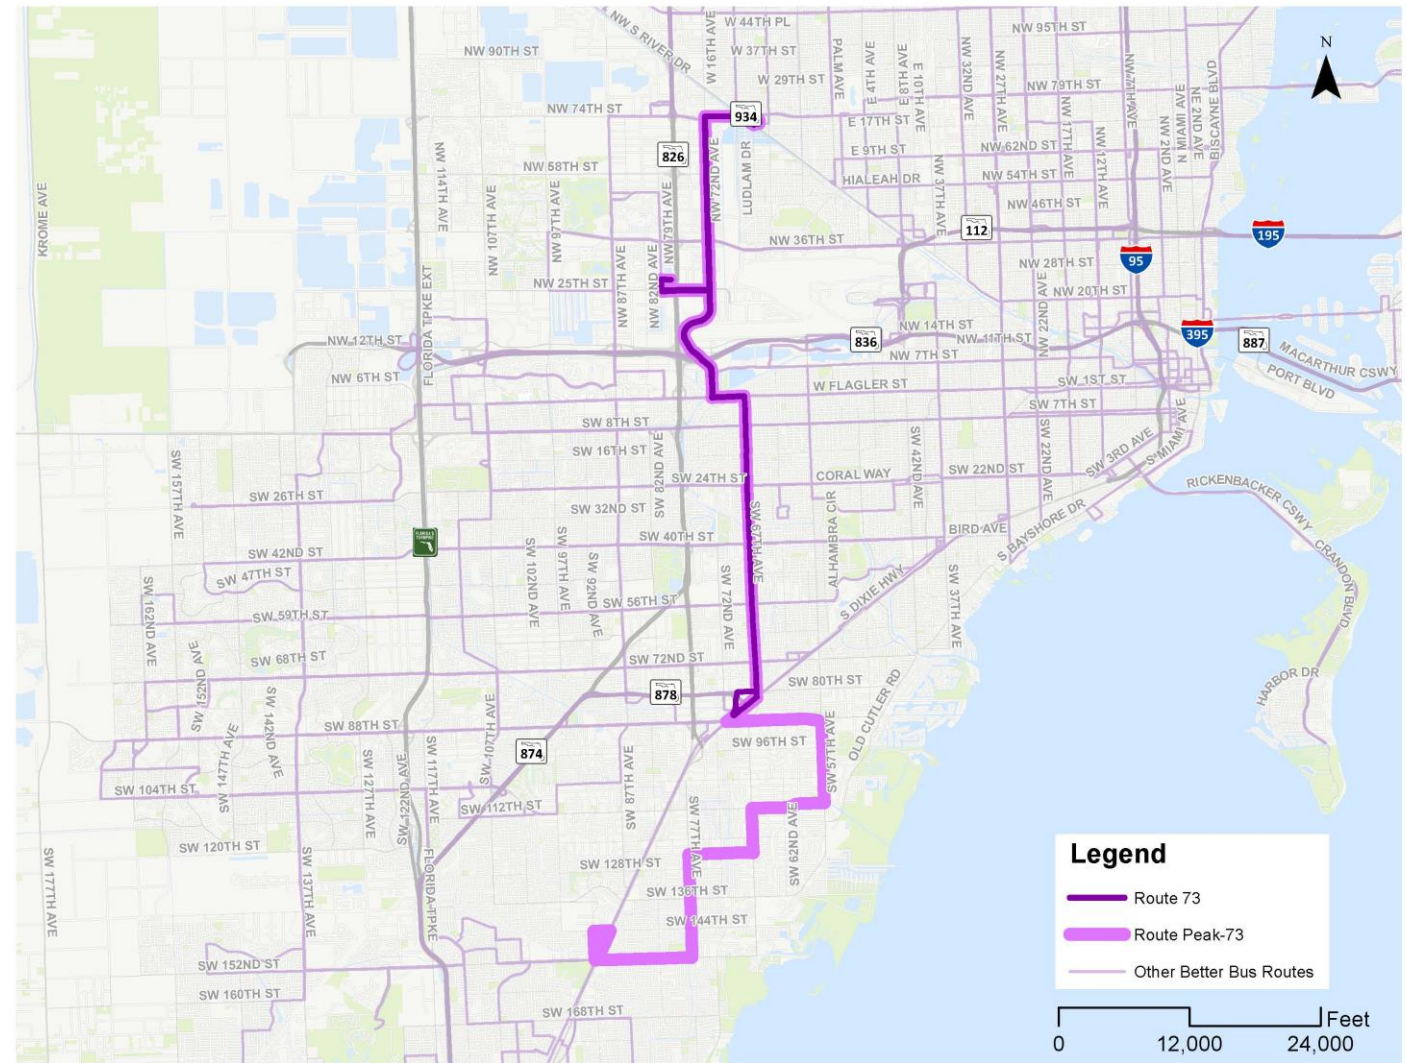 W 44TH PL
NW 95TH ST
N
NW S RIVER DR
W 16TH AVE
W 37TH ST
NW 90TH ST
PALM AVE
E 4TH AVE
E 8TH AVE
E 10TH AVE
NW 32ND AVE
NW 27TH AVE
NW 7TH AVE
BISCAYNE BLVD
W 29TH ST
NW 79TH ST
NW 74TH ST
934
E 17TH ST
NW 17TH AVE
NW 12TH AVE
NW 2ND AVE
N MIAMI AVE
NE 2ND AVE
NW 62ND ST
E 9TH ST
826
NW 58TH ST
NW 114TH AVE
NW 72ND AVE
LUDLAM DR
HIALEAH DR
NW 54TH ST
NW 37TH AVE
KROME AVE
NW 107TH AVE
NW 97TH AVE
NW 79TH AVE
NW 46TH ST
112
195
NW 36TH ST
95
NW 87TH AVE
NW 82ND AVE
NW 28TH ST
NW 25TH ST
NW 20TH ST
FLORIDA TPKE EXT
NW 22ND AVE
NW 14TH ST
395
887
NW 12TH ST
836
NW 11TH ST
NW 7TH ST
MACARTHUR CSWY
PORT BLVD
NW 6TH ST
W FLAGLER ST
SW 1ST ST
SW 7TH ST
SW 8TH ST
SW 16TH ST
SW 82ND AVE
SW 42ND AVE
SW 22ND AVE
SW 3RD AVE
S MIAMI AVE
SW 157TH AVE
SW 24TH ST
CORAL WAY
SW 22ND ST
RICKENBACKER CSWY
SW 26TH ST
SW 32ND ST
SW 67TH AVE
ALHAMBRA CIR
BIRD AVE
S BAYSHORE DR
SW 40TH ST
FLORIDA'S TURNPIKE
SW 42ND ST
SW 102ND AVE
SW 97TH AVE
SW 92ND AVE
CRANDON BLVD
SW 47TH ST
SW 72ND AVE
SW 162ND AVE
S DIXIE HWY
SW 37TH AVE
SW 56TH ST
SW 59TH ST
SW 152ND AVE
SW 68TH ST
SW 72ND ST
SW 80TH ST
HARBOR DR
878
OLD CUTLER RD
SW 142ND AVE
SW 107TH AVE
SW 88TH ST
SW 57TH AVE
SW 147TH AVE
SW 96TH ST
874
SW 127TH AVE
SW 122ND AVE
SW 117TH AVE
SW 87TH AVE
SW 104TH ST
SW 112TH ST
SW 77TH AVE
SW 62ND AVE
SW 120TH ST
FLORIDA TPKE
SW 128TH ST
SW 177TH AVE
SW 137TH AVE
SW 136TH ST
SW 144TH ST
SW 152ND ST
SW 160TH ST
SW 168TH ST
Legend
Route 73
Route Peak-73
Other Better Bus Routes
Feet
0 12,000 24,000